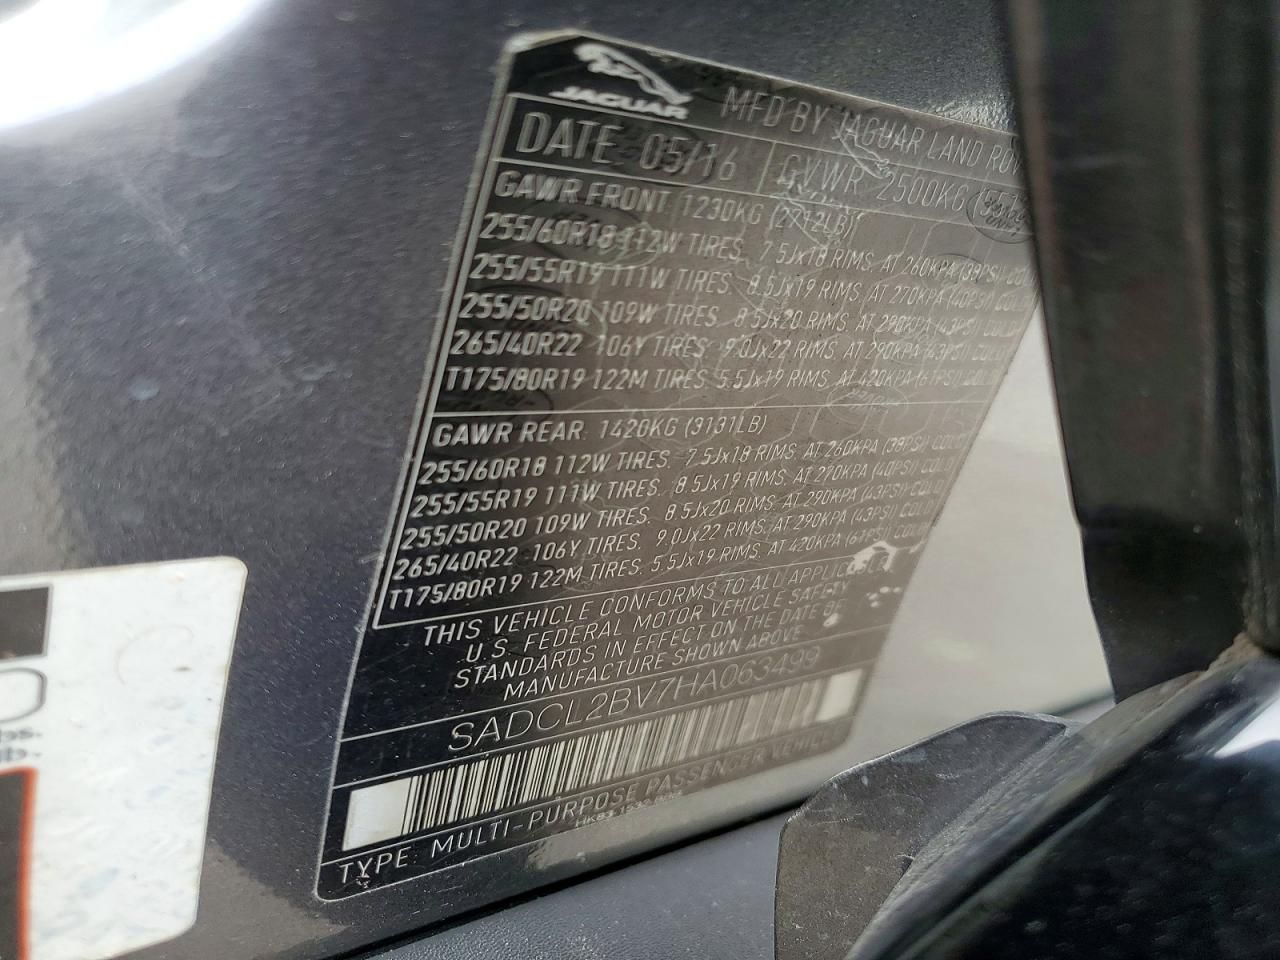 JAGUAR
MFD BY JAGUAR LAND ROV
DATE 05/16 GVWR 2500KG
GAWR FRONT 1230KG (2712LB)
255/60R18 112W TIRES. 7.5Jx18 RIMS. AT 260KPA (38PSI) COL
255/55R19 111W TIRES. 8.5Jx19 RIMS. AT 270KPA (40PSI) COLD
255/50R20 109W TIRES. 8.5Jx20 RIMS. AT 290KPA (43PSI) COLD
265/40R22 106Y TIRES. 9.0Jx22 RIMS. AT 290KPA (43PSI) COLD
T175/80R19 122M TIRES. 5.5Jx19 RIMS. AT 420KPA (61PSI) COLD
GAWR REAR 1420KG (3131LB)
255/60R18 112W TIRES. 7.5Jx18 RIMS. AT 260KPA (38PSI) COLD
255/55R19 111W TIRES. 8.5Jx19 RIMS. AT 270KPA (40PSI) COLD
255/50R20 109W TIRES. 8.5Jx20 RIMS. AT 290KPA (43PSI) COLD
265/40R22 106Y TIRES. 9.0Jx22 RIMS. AT 290KPA (43PSI) COLD
T175/80R19 122M TIRES. 5.5Jx19 RIMS. AT 420KPA (61PSI) COLD
THIS VEHICLE CONFORMS TO ALL APPLICABLE
U.S. FEDERAL MOTOR VEHICLE SAFETY
STANDARDS IN EFFECT ON THE DATE OF
MANUFACTURE SHOWN ABOVE
SADCL2BV7HA063499
TYPE: MULTI-PURPOSE PASSENGER VEHICLE